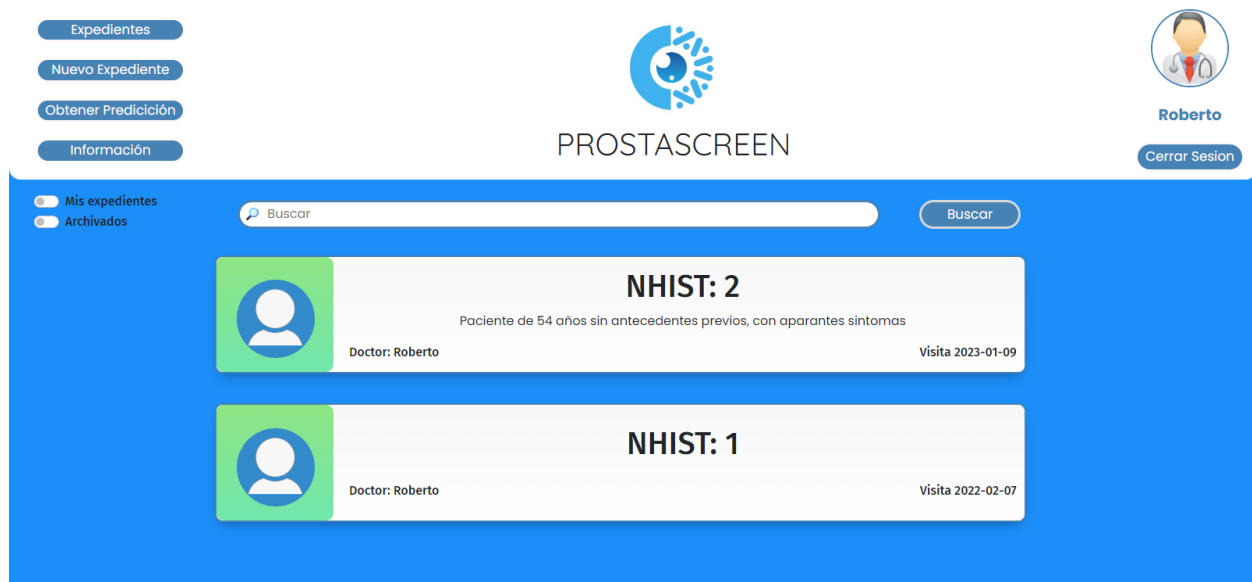 Expedientes
Nuevo Expediente
Obtener Predicición
Información
PROSTASCREEN
Roberto
Cerrar Sesion
Mis expedientes
Archivados
Buscar
Buscar
NHIST: 2
Paciente de 54 años sin antecedentes previos, con aparantes sintomas
Doctor: Roberto
Visita 2023-01-09
NHIST: 1
Doctor: Roberto
Visita 2022-02-07